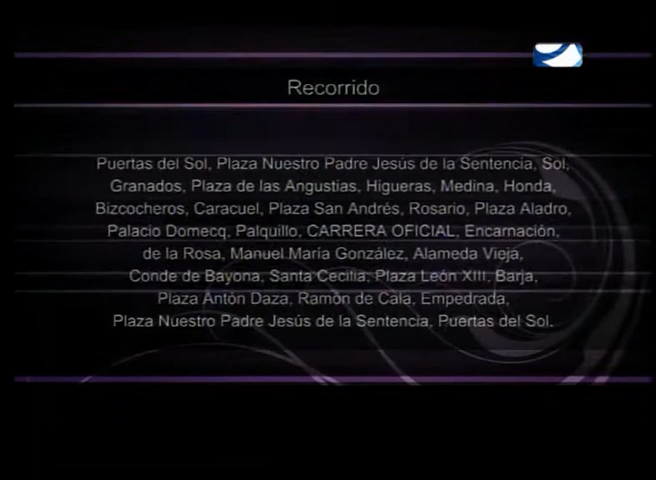 Recorrido
Puertas del Sol, Plaza Nuestro Padre Jesús de la Sentencia, Sol,
Granados, Plaza de las Angustias, Higueras, Medina, Honda,
Bizcocheros, Caracuel, Plaza San Andrés, Rosario, Plaza Aladro,
Palacio Domecq, Palquillo, CARRERA OFICIAL, Encarnación,
de la Rosa, Manuel María González, Alameda Vieja,
Conde de Bayona, Santa Cecilia, Plaza León XIII, Barja,
Plaza Antón Daza, Ramón de Cala, Empedrada,
Plaza Nuestro Padre Jesús de la Sentencia, Puertas del Sol.